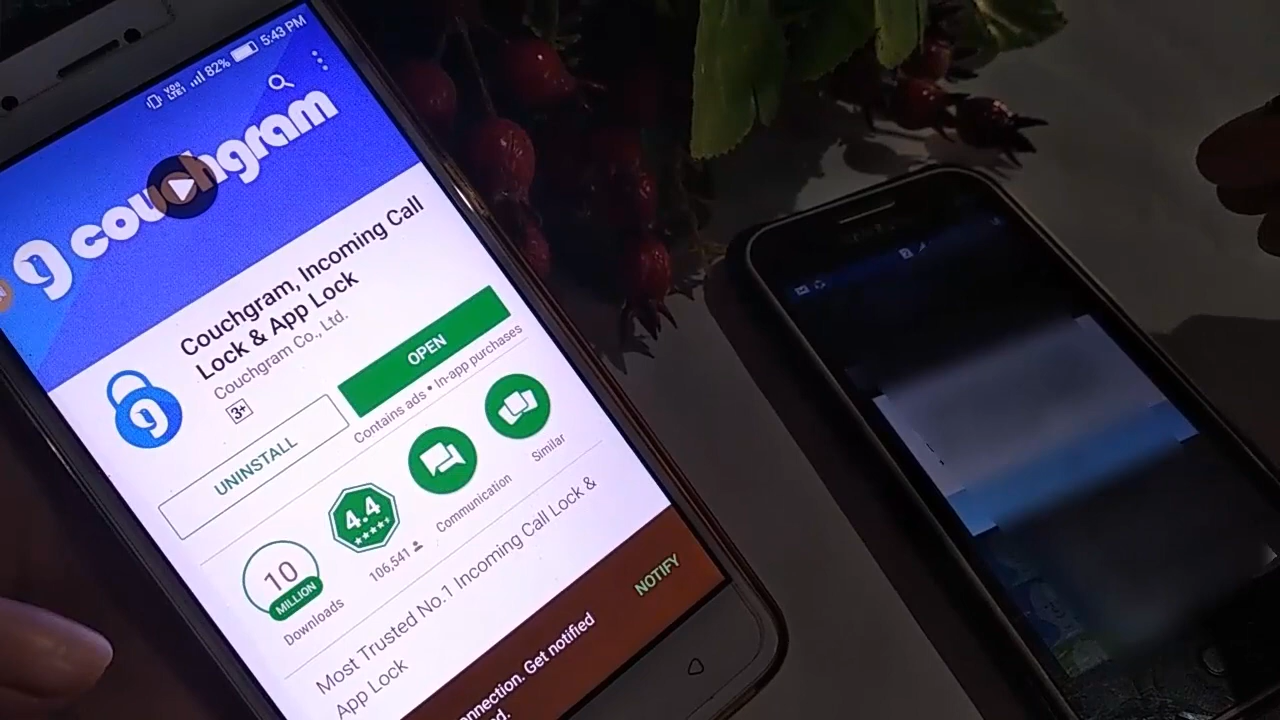 VoLTE1 82% 5:43 PM
g couchgram
Couchgram, Incoming Call
Lock & App Lock
Couchgram Co., Ltd.
3+
UNINSTALL
OPEN
Contains ads • In-app purchases
10
MILLION
Downloads
4.4
106,541
Communication
Similar
Most Trusted No.1 Incoming Call Lock &
App Lock
onnection. Get notified
NOTIFY